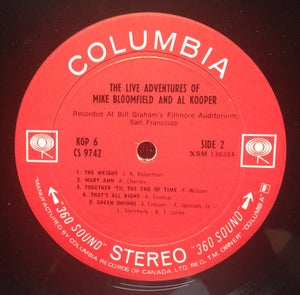 COLUMBIA
THE LIVE ADVENTURES OF
MIKE BLOOMFIELD AND AL KOOPER
Recorded At Bill Graham's Fillmore Auditorium,
San Francisco
KGP 6
CS 9742
SIDE 2
XSM 138354
1. THE WEIGHT J. R. Robertson
2. MARY ANN R. Charles
3. TOGETHER 'TIL THE END OF TIME F. Wilson
4. THAT'S ALL RIGHT A. Crudup
5. GREEN ONIONS S. Cropper - A. Jackson, Jr.
L. Steinberg - B. T. Jones
"360 SOUND" STEREO "360 SOUND"
MANUFACTURED BY COLUMBIA RECORDS OF CANADA, LTD. REG. T.M. OWNER "COLUMBIA"